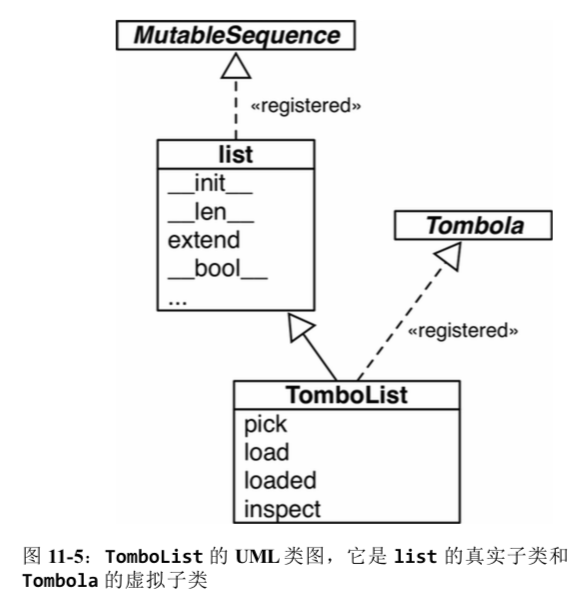 MutableSequence
«registered»
list
__init__
__len__
extend
__bool__
...
Tombola
«registered»
TomboList
pick
load
loaded
inspect
图 11-5：TomboList 的 UML 类图，它是 list 的真实子类和
Tombola 的虚拟子类